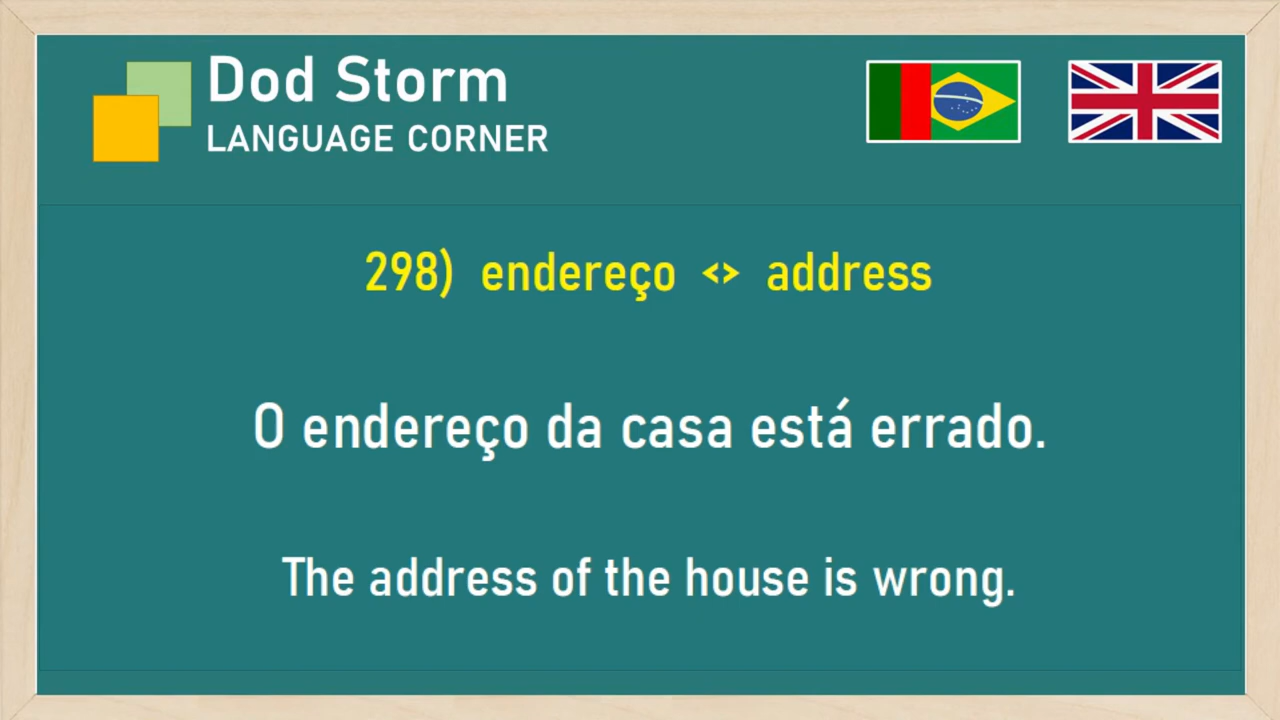 Dod Storm
LANGUAGE CORNER
298) endereço <> address
O endereço da casa está errado.
The address of the house is wrong.